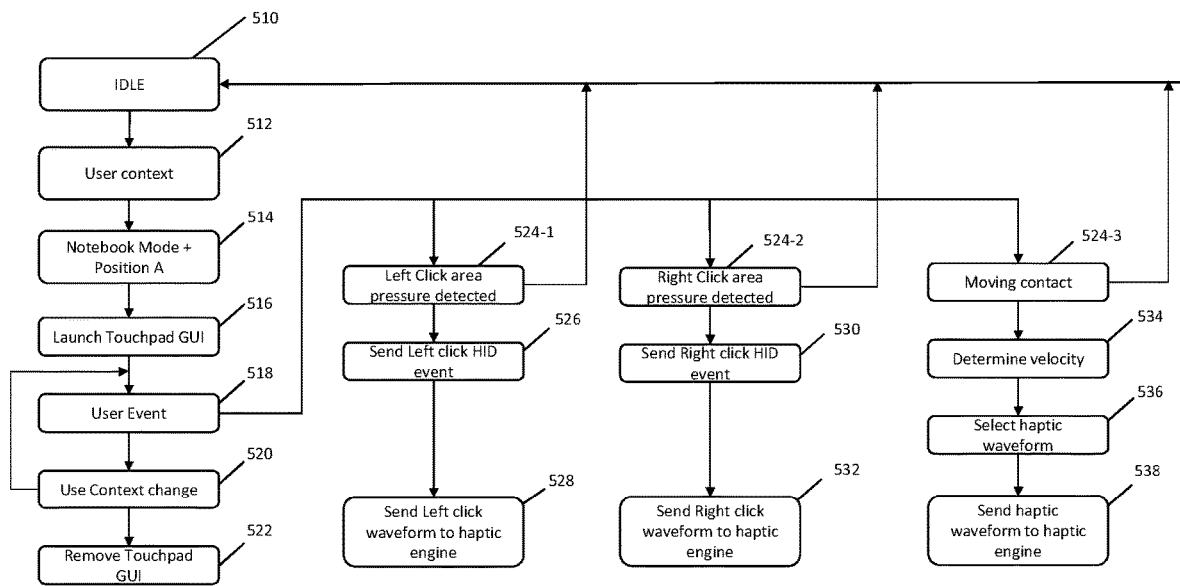 510
IDLE
512
User context
514
Notebook Mode +
Position A
516
Launch Touchpad GUI
518
User Event
520
Use Context change
522
Remove Touchpad
GUI
524-1
Left Click area
pressure detected
526
Send Left click HID
event
528
Send Left click
waveform to haptic
engine
524-2
Right Click area
pressure detected
530
Send Right click HID
event
532
Send Right click
waveform to haptic
engine
524-3
Moving contact
534
Determine velocity
536
Select haptic
waveform
538
Send haptic
waveform to haptic
engine